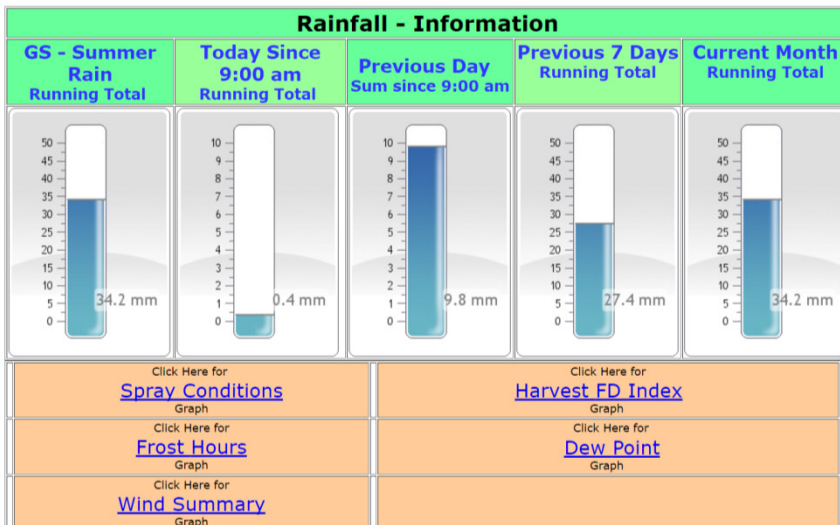 Rainfall - Information
GS - Summer
Rain
Running Total
Today Since
9:00 am
Running Total
Previous Day
Sum since 9:00 am
Previous 7 Days
Running Total
Current Month
Running Total
50
45
40
35
30
25
20
15
10
5
0
34.2 mm
10
9
8
7
6
5
4
3
2
1
0
0.4 mm
10
9
8
7
6
5
4
3
2
1
0
9.8 mm
50
45
40
35
30
25
20
15
10
5
0
27.4 mm
50
45
40
35
30
25
20
15
10
5
0
34.2 mm
Click Here for
Spray Conditions
Graph
Click Here for
Harvest FD Index
Graph
Click Here for
Frost Hours
Graph
Click Here for
Dew Point
Graph
Click Here for
Wind Summary
Graph